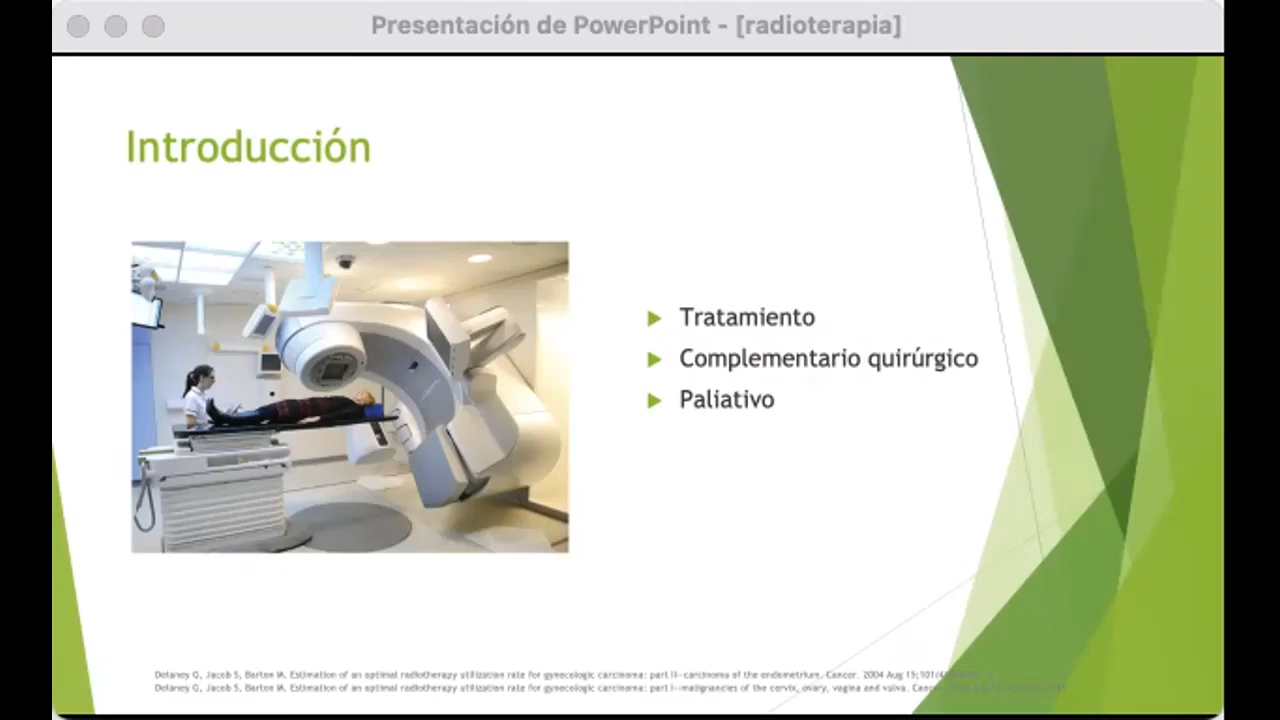 Presentación de PowerPoint - [radioterapia]
Introducción
Tratamiento
Complementario quirúrgico
Paliativo
Delaney G, Jacob S, Barton M. Estimation of an optimal radiotherapy utilization rate for gynecologic carcinoma: part II--carcinoma of the endometrium. Cancer. 2004 Aug 15;101(4
Delaney G, Jacob S, Barton M. Estimation of an optimal radiotherapy utilization rate for gynecologic carcinoma: part I--malignancies of the cervix, ovary, vagina and vulva.